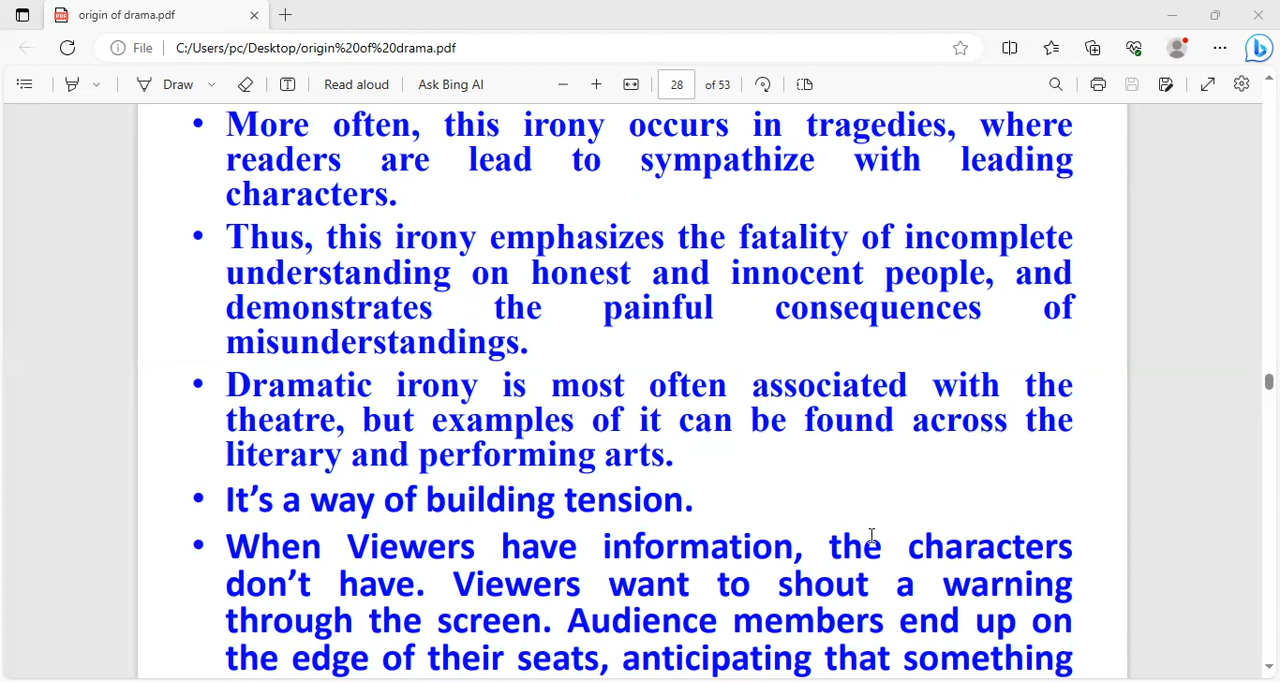 origin of drama.pdf
File
C:/Users/pc/Desktop/origin%20of%20drama.pdf
Draw
Read aloud
Ask Bing AI
28
of 53
• More often, this irony occurs in tragedies, where
readers are lead to sympathize with leading
characters.
• Thus, this irony emphasizes the fatality of incomplete
understanding on honest and innocent people, and
demonstrates the painful consequences of
misunderstandings.
• Dramatic irony is most often associated with the
theatre, but examples of it can be found across the
literary and performing arts.
• It’s a way of building tension.
• When Viewers have information, the characters
don’t have. Viewers want to shout a warning
through the screen. Audience members end up on
the edge of their seats, anticipating that something